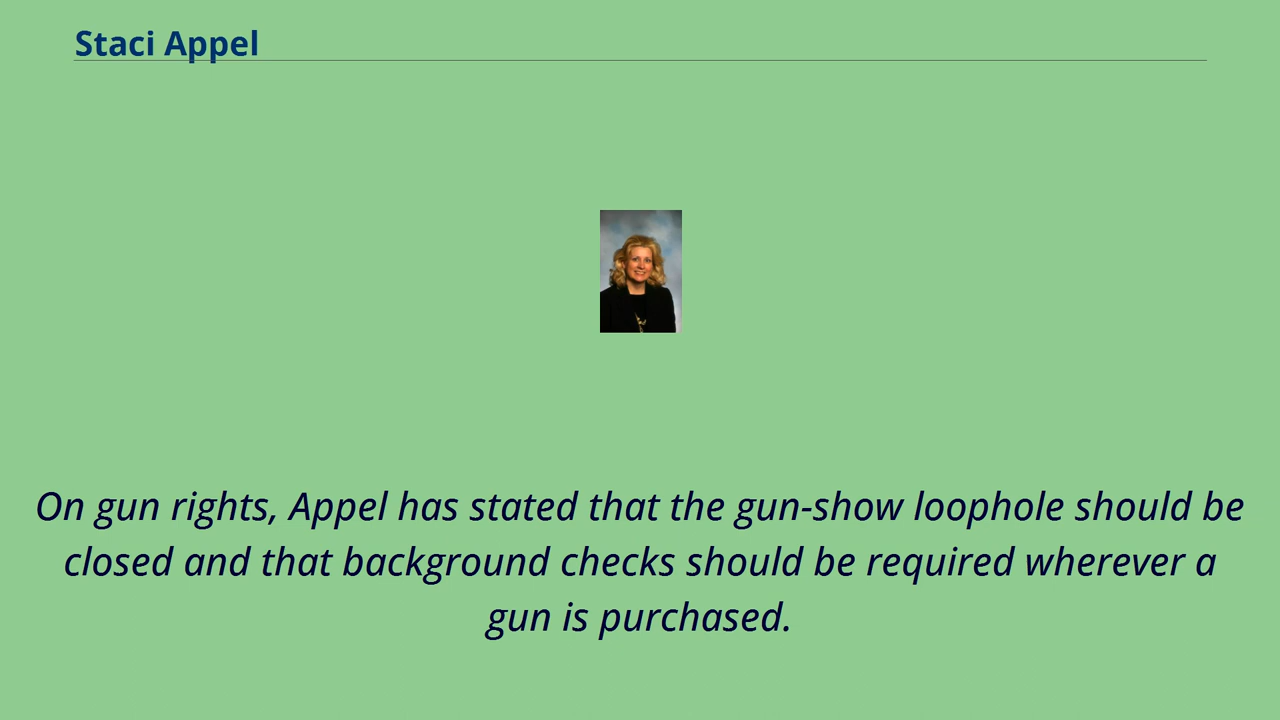 Staci Appel
On gun rights, Appel has stated that the gun-show loophole should be
closed and that background checks should be required wherever a
gun is purchased.